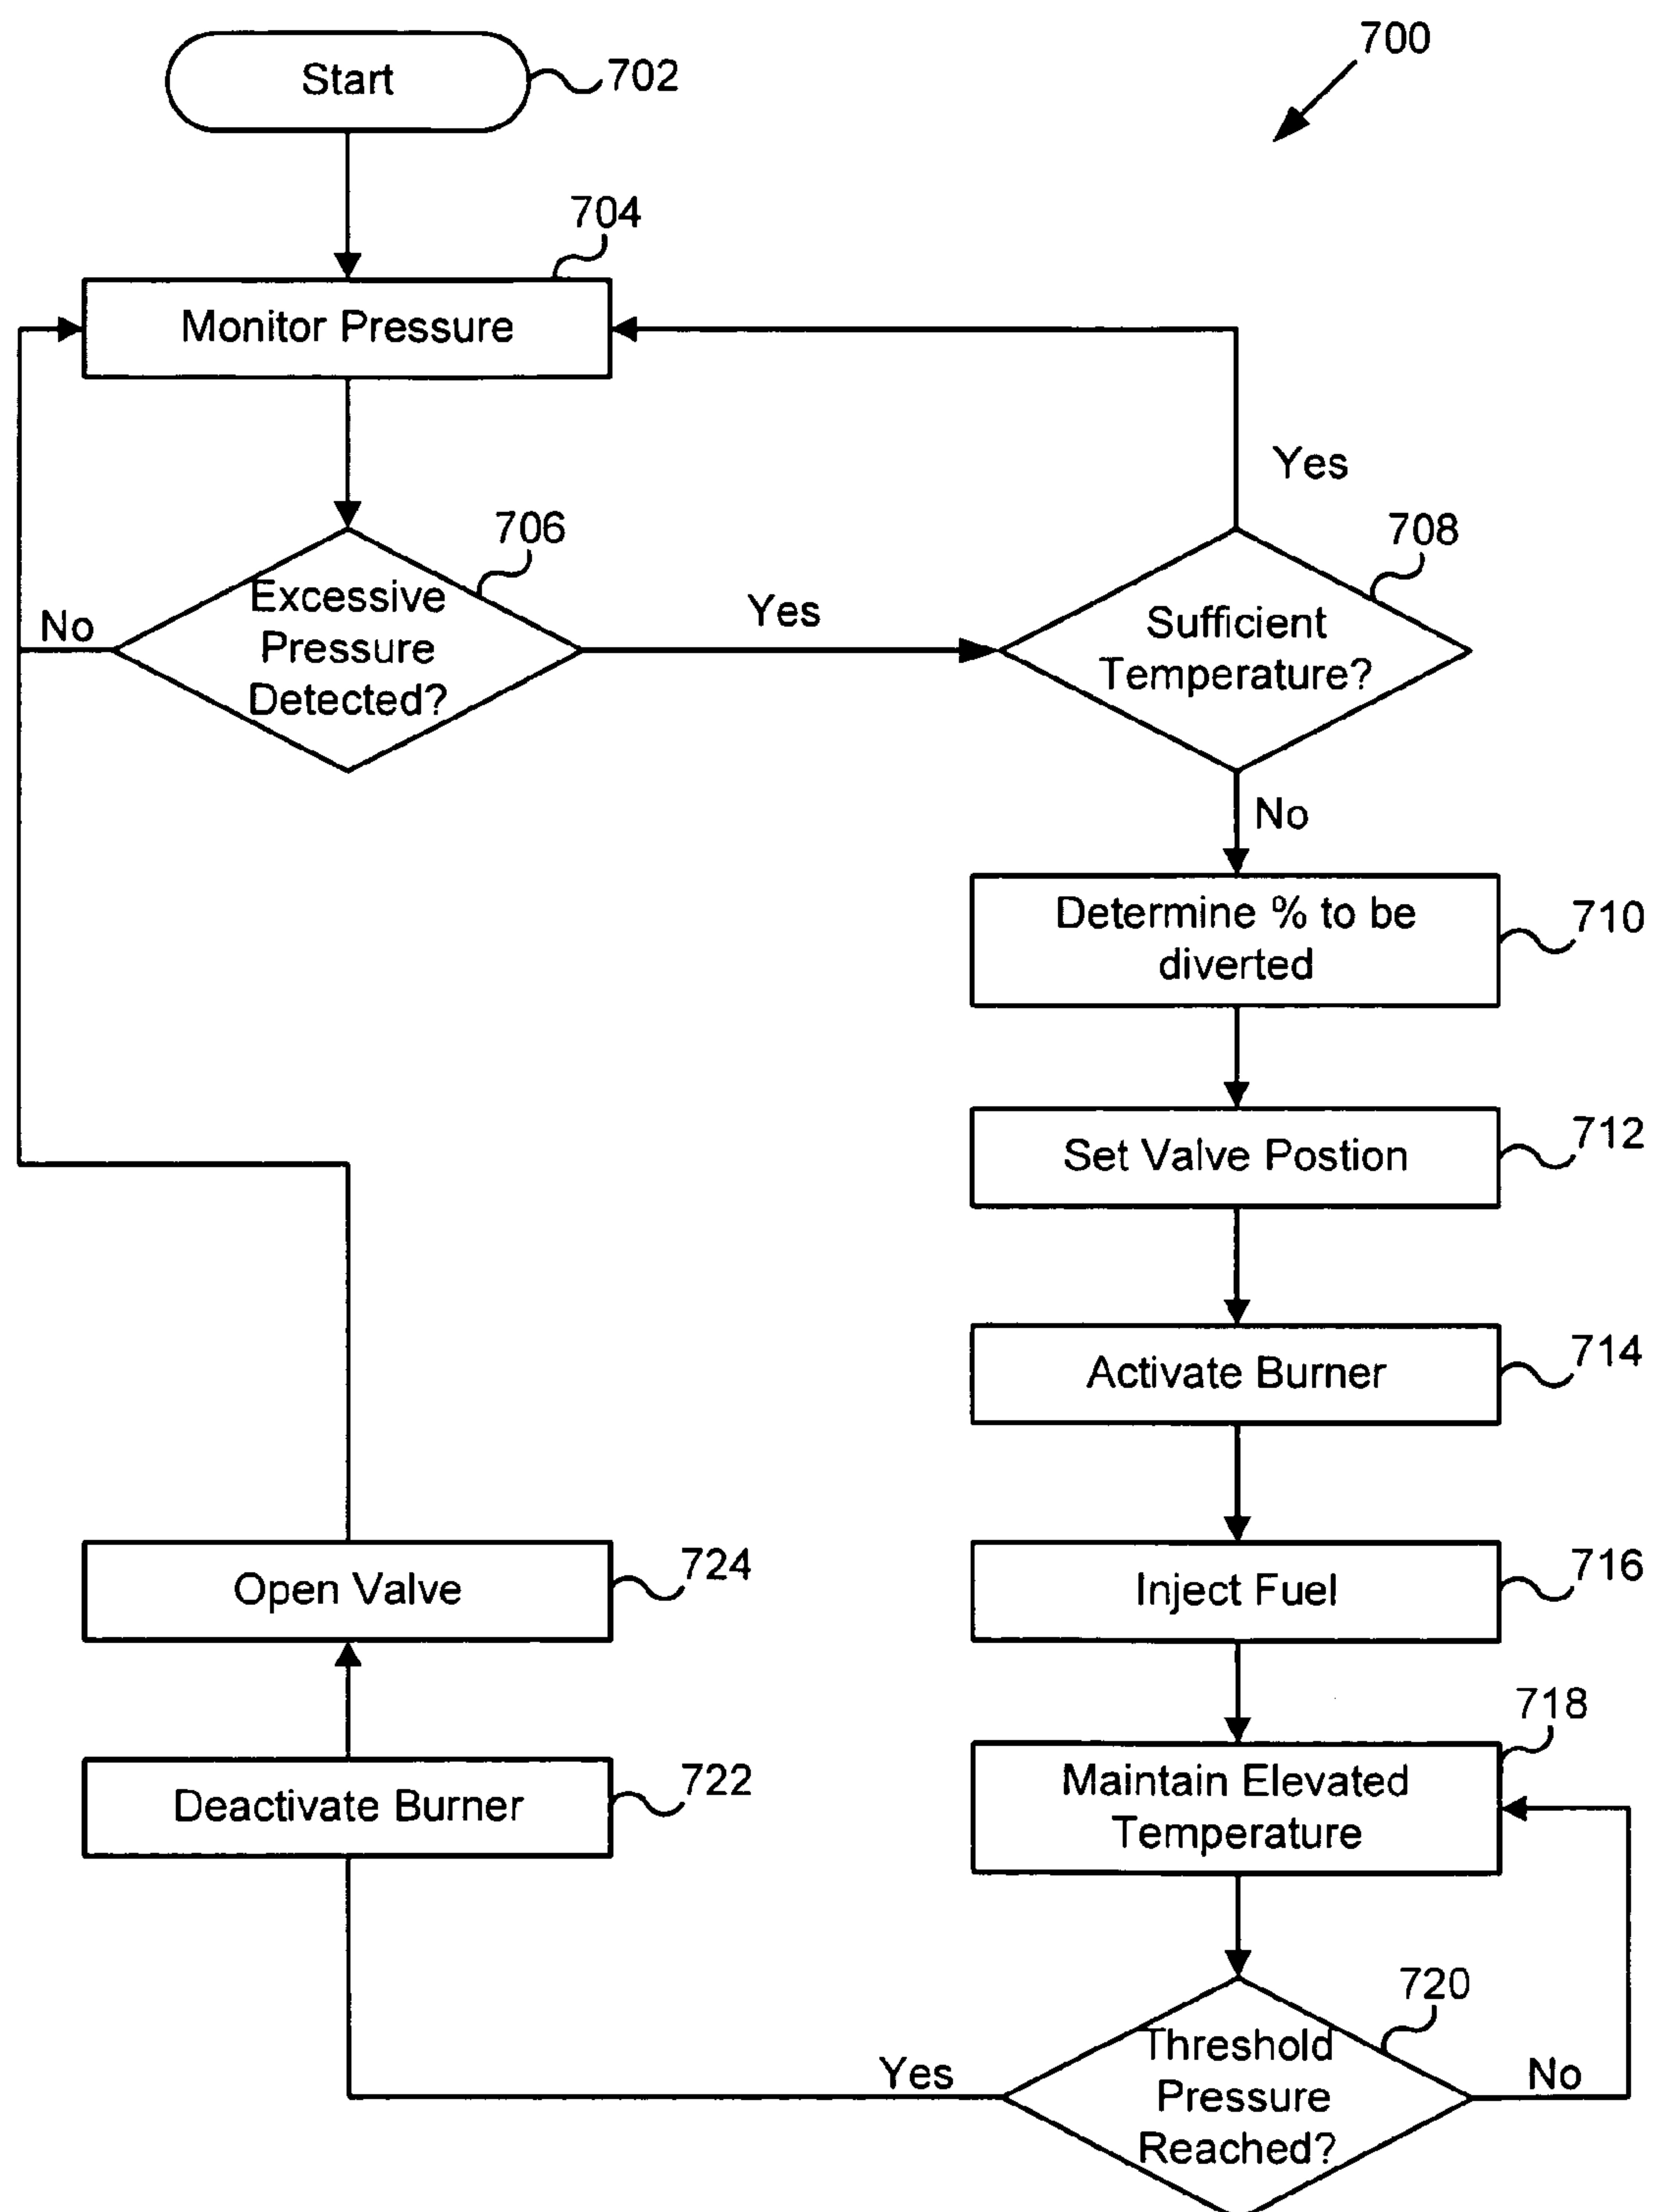 700
Start
702
704
Monitor Pressure
Yes
706
708
Excessive
Pressure
Detected?
No
Yes
Sufficient
Temperature?
No
Determine % to be
diverted
710
Set Valve Postion
712
Activate Burner
714
Open Valve
724
Inject Fuel
716
718
Deactivate Burner
722
Maintain Elevated
Temperature
720
Yes
Threshold
Pressure
Reached?
No